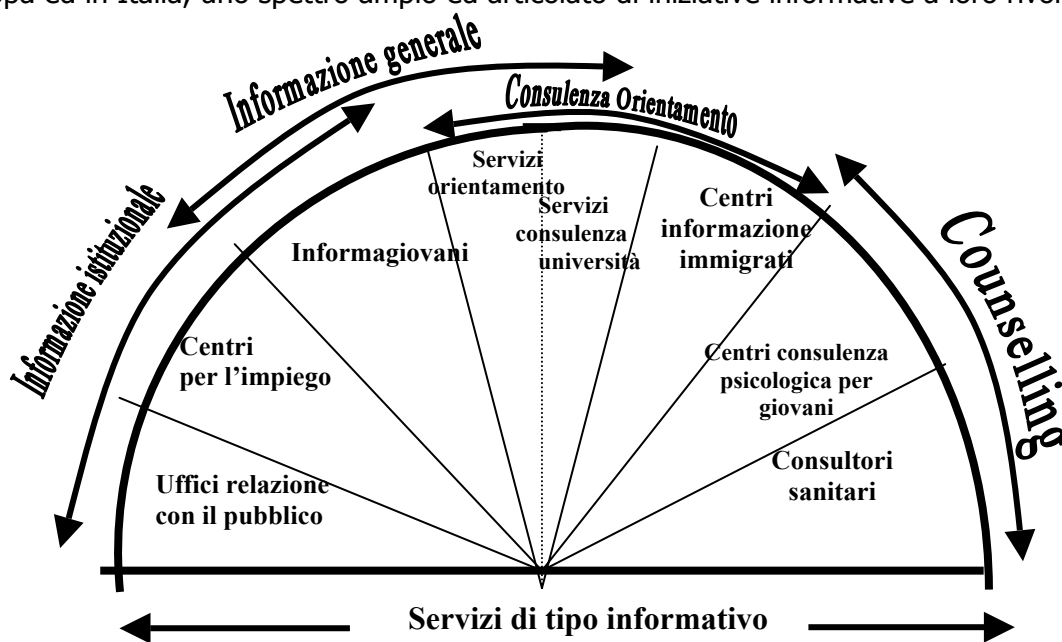 ed in Italia, uno spettro ampio ed articolato di iniziative informative a loro
Informazione generale
Consulenza Orientamento
Informazione istituzionale
Counselling
Servizi
orientamento
Servizi
consulenza
università
Centri
informazione
immigrati
Informagiovani
Centri
per l’impiego
Centri consulenza
psicologica per
giovani
Uffici relazione
con il pubblico
Consultori
sanitari
Servizi di tipo informativo